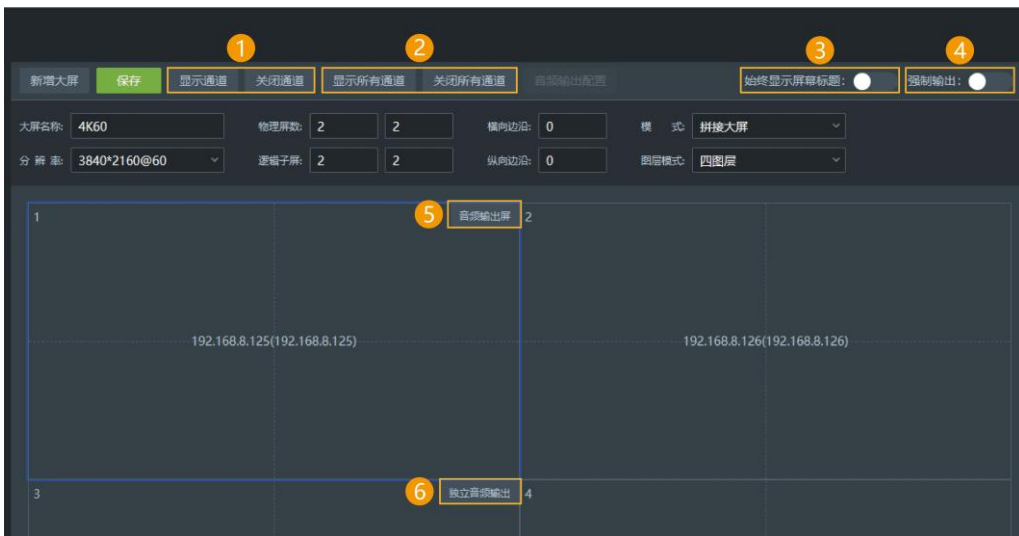 1 2 3 4
新增大屏 保存 显示通道 关闭通道 显示所有通道 关闭所有通道 音频输出配置 始终显示屏幕标题: 强制输出:
大屏名称: 4K60 物理屏数: 2 2 横向边沿: 0 模 式: 拼接大屏
分 辨 率: 3840*2160@60 逻辑子屏: 2 2 纵向边沿: 0 图层模式: 四图层
1 5 音频输出屏 2
192.168.8.125(192.168.8.125) 192.168.8.126(192.168.8.126)
3 6 独立音频输出 4